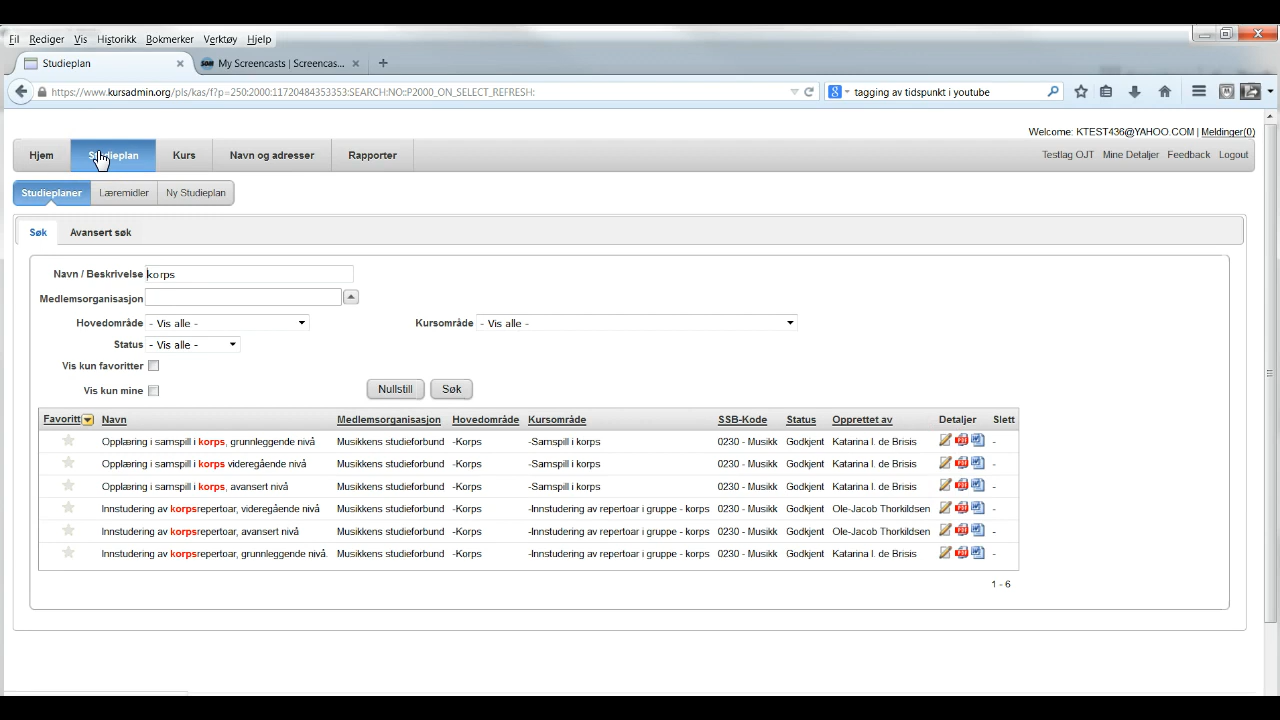 Fil Rediger Vis Historikk Bokmerker Verktøy Hjelp
Studieplan My Screencasts | Screencas...
https://www.kursadmin.org/pls/kas/f?p=250:2000:11720484353353:SEARCH:NO::P2000_ON_SELECT_REFRESH: tagging av tidspunkt i youtube
Welcome: KTEST436@YAHOO.COM | Meldinger(0)
Hjem Studieplan Kurs Navn og adresser Rapporter Testlag OJT Mine Detaljer Feedback Logout
Studieplaner Læremidler Ny Studieplan
Søk Avansert søk
Navn / Beskrivelse korps
Medlemsorganisasjon
Hovedområde - Vis alle - Kursområde - Vis alle -
Status - Vis alle -
Vis kun favoritter
Vis kun mine Nullstill Søk
Favoritt Navn Medlemsorganisasjon Hovedområde Kursområde SSB-Kode Status Opprettet av Detaljer Slett
Opplæring i samspill i korps, grunnleggende nivå Musikkens studieforbund -Korps -Samspill i korps 0230 - Musikk Godkjent Katarina I. de Brisis -
Opplæring i samspill i korps videregående nivå Musikkens studieforbund -Korps -Samspill i korps 0230 - Musikk Godkjent Katarina I. de Brisis -
Opplæring i samspill i korps, avansert nivå Musikkens studieforbund -Korps -Samspill i korps 0230 - Musikk Godkjent Katarina I. de Brisis -
Innstudering av korpsrepertoar, videregående nivå Musikkens studieforbund -Korps -Innstudering av repertoar i gruppe - korps 0230 - Musikk Godkjent Ole-Jacob Thorkildsen -
Innstudering av korpsrepertoar, avansert nivå Musikkens studieforbund -Korps -Innstudering av repertoar i gruppe - korps 0230 - Musikk Godkjent Ole-Jacob Thorkildsen -
Innstudering av korpsrepertoar, grunnleggende nivå. Musikkens studieforbund -Korps -Innstudering av repertoar i gruppe - korps 0230 - Musikk Godkjent Katarina I. de Brisis -
1 - 6